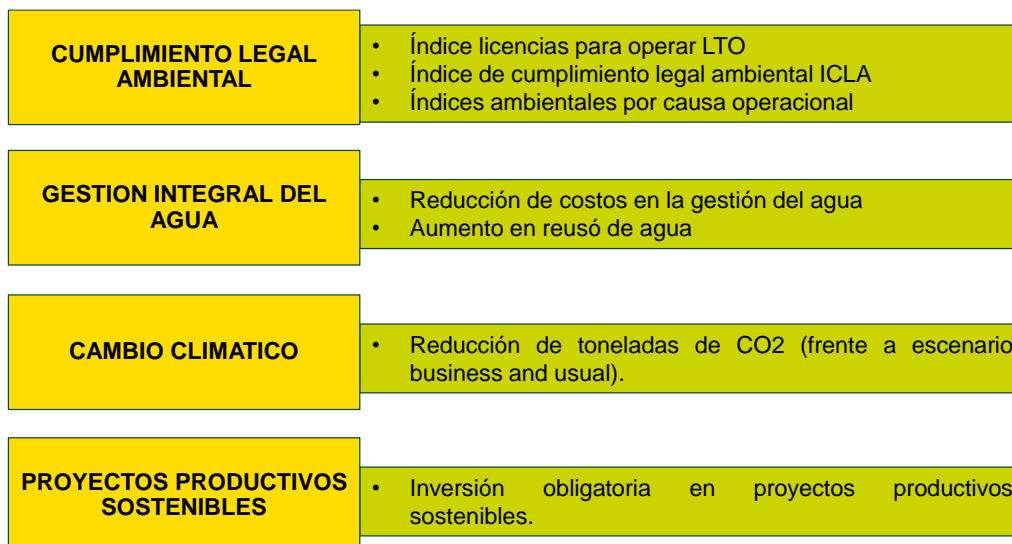 CUMPLIMIENTO LEGAL
AMBIENTAL
• Índice licencias para operar LTO
• Índice de cumplimiento legal ambiental ICLA
• Índices ambientales por causa operacional
GESTION INTEGRAL DEL
AGUA
• Reducción de costos en la gestión del agua
• Aumento en reusó de agua
CAMBIO CLIMATICO
• Reducción de toneladas de CO2 (frente a escenario
business and usual).
PROYECTOS PRODUCTIVOS
SOSTENIBLES
• Inversión obligatoria en proyectos productivos
sostenibles.